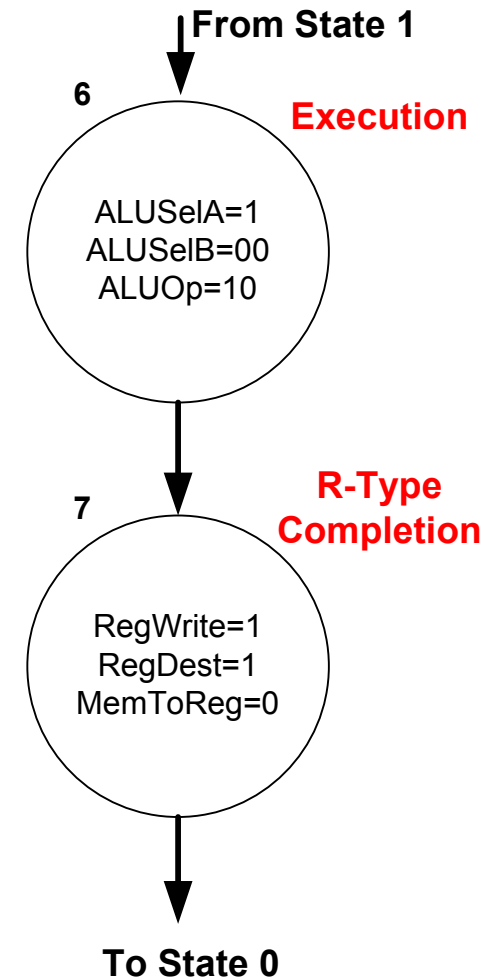 From State 1
6
Execution
ALUSelA=1
ALUSelB=00
ALUOp=10
7
R-Type
Completion
RegWrite=1
RegDest=1
MemToReg=0
To State 0